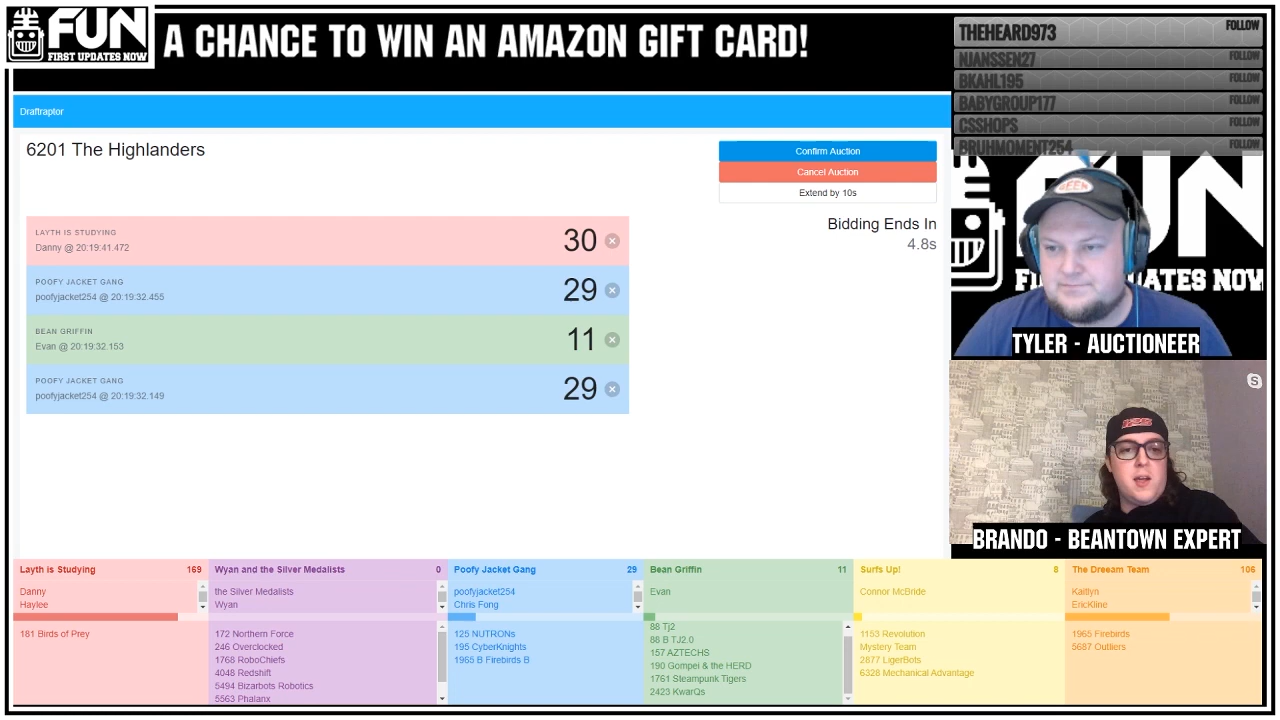 FUN
FIRST UPDATES NOW
A CHANCE TO WIN AN AMAZON GIFT CARD!
THEHEARD973 FOLLOW
NJANSSEN27 FOLLOW
BKAHL195 FOLLOW
BABYGROUP177 FOLLOW
CSSHOPS FOLLOW
BRUHMOMENT254 FOLLOW
Draftraptor
6201 The Highlanders
Confirm Auction
Cancel Auction
Extend by 10s
Bidding Ends In
4.8s
LAYTH IS STUDYING
Danny @ 20:19:41.472
30
POOFY JACKET GANG
poofyjacket254 @ 20:19:32.455
29
BEAN GRIFFIN
Evan @ 20:19:32.153
11
POOFY JACKET GANG
poofyjacket254 @ 20:19:32.149
29
TYLER - AUCTIONEER
BRANDO - BEANTOWN EXPERT
Layth is Studying 169
Danny
Haylee
181 Birds of Prey
Wyan and the Silver Medalists 0
the Silver Medalists
Wyan
172 Northern Force
246 Overclocked
1768 RoboChiefs
4048 Redshift
5494 Bizarbots Robotics
5563 Phalanx
Poofy Jacket Gang 29
poofyjacket254
Chris Fong
125 NUTRONs
195 CyberKnights
1965 B Firebirds B
Bean Griffin 11
Evan
88 Tj2
88 B TJ2.0
157 AZTECHS
190 Gompei & the HERD
1761 Steampunk Tigers
2423 KwarQs
Surfs Up! 8
Connor McBride
1153 Revolution
Mystery Team
2877 LigerBots
6328 Mechanical Advantage
The Dreeam Team 106
Kaitlyn
EricKline
1965 Firebirds
5687 Outliers